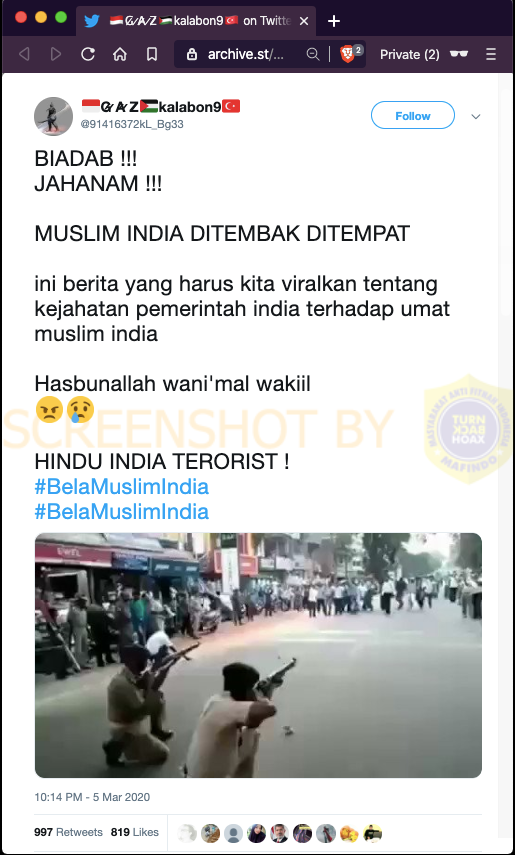 G A Z kalabon9 on Twitte
archive.st/...
2
Private (2)
G A Z kalabon9
@91416372kL_Bg33
Follow
BIADAB !!!
JAHANAM !!!
MUSLIM INDIA DITEMBAK DITEMPAT
ini berita yang harus kita viralkan tentang
kejahatan pemerintah india terhadap umat
muslim india
Hasbunallah wani'mal wakiil
SCREENSHOT BY
MASYARAKAT ANTI FITNAH INDONESIA
TURN
BACK
HOAX
MAFINDO
HINDU INDIA TERORIST !
#BelaMuslimIndia
#BelaMuslimIndia
10:14 PM - 5 Mar 2020
997 Retweets 819 Likes